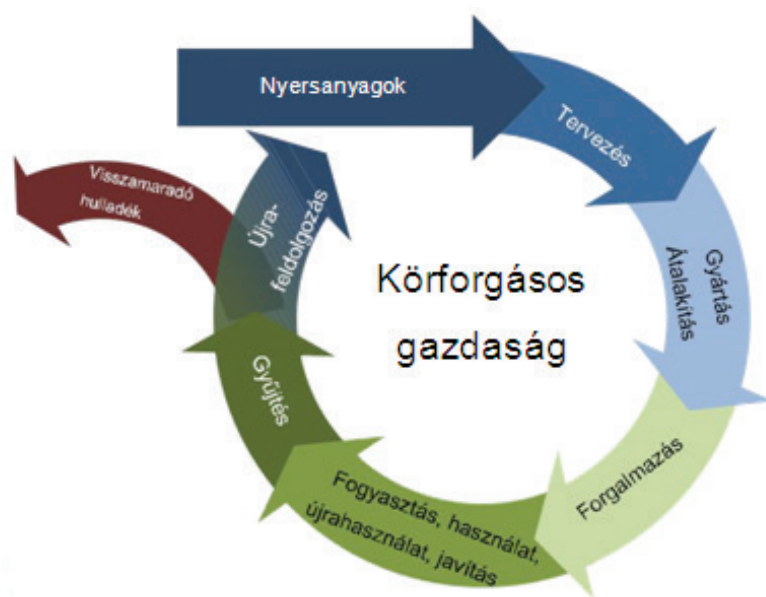 Nyersanyagok
Tervezés
Gyártás
Átalakítás
Forgalmazás
Fogyasztás, használat,
újrahasználat, javítás
Gyűjtés
Újra-
feldolgozás
Visszamaradó
hulladék
Körforgásos
gazdaság